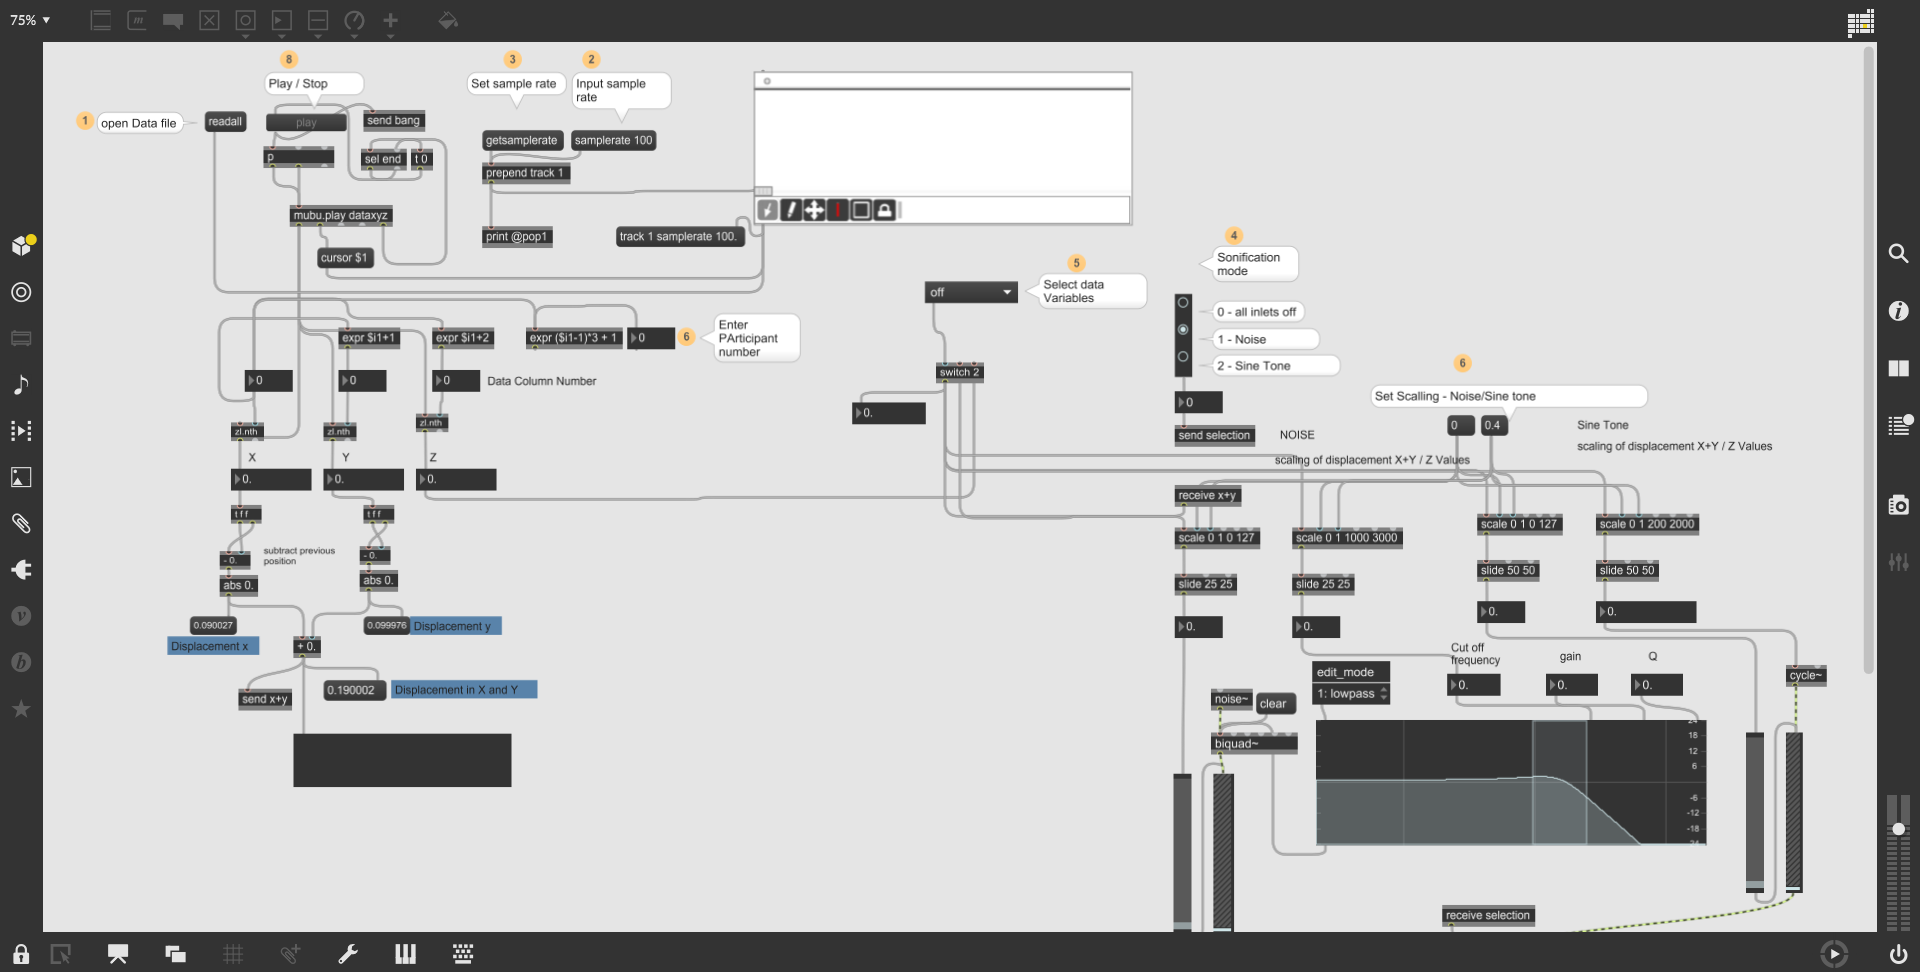 75%
8
Play / Stop
3
Set sample rate
2
Input sample
rate
1
open Data file
readall
play
send bang
p
sel end
t 0
getsamplerate
samplerate 100
prepend track 1
mubu.play dataxyz
print @pop1
track 1 samplerate 100.
cursor $1
4
Sonification
mode
5
Select data
Variables
off
0 - all inlets off
1 - Noise
2 - Sine Tone
expr $i1+1
expr $i1+2
expr ($i1-1)*3 + 1
0
6
Enter
PArticipant
number
0
0
0
Data Column Number
switch 2
0.
0
send selection
NOISE
scaling of displacement X+Y / Z Values
6
Set Scalling - Noise/Sine tone
0
0.4
Sine Tone
scaling of displacement X+Y / Z Values
zl.nth
zl.nth
zl.nth
X
Y
Z
0.
0.
0.
receive x+y
t f f
t f f
scale 0 1 0 127
scale 0 1 1000 3000
scale 0 1 0 127
scale 0 1 200 2000
subtract previous
position
- 0.
- 0.
abs 0.
abs 0.
slide 25 25
slide 25 25
slide 50 50
slide 50 50
0.
0.
0.
0.
0.090027
Displacement x
0.099976
Displacement y
+ 0.
send x+y
0.190002
Displacement in X and Y
Cut off
frequency
gain
Q
0.
0.
0.
edit_mode
1: lowpass
cycle~
noise~
clear
biquad~
24
18
12
6
-6
-12
-18
receive selection